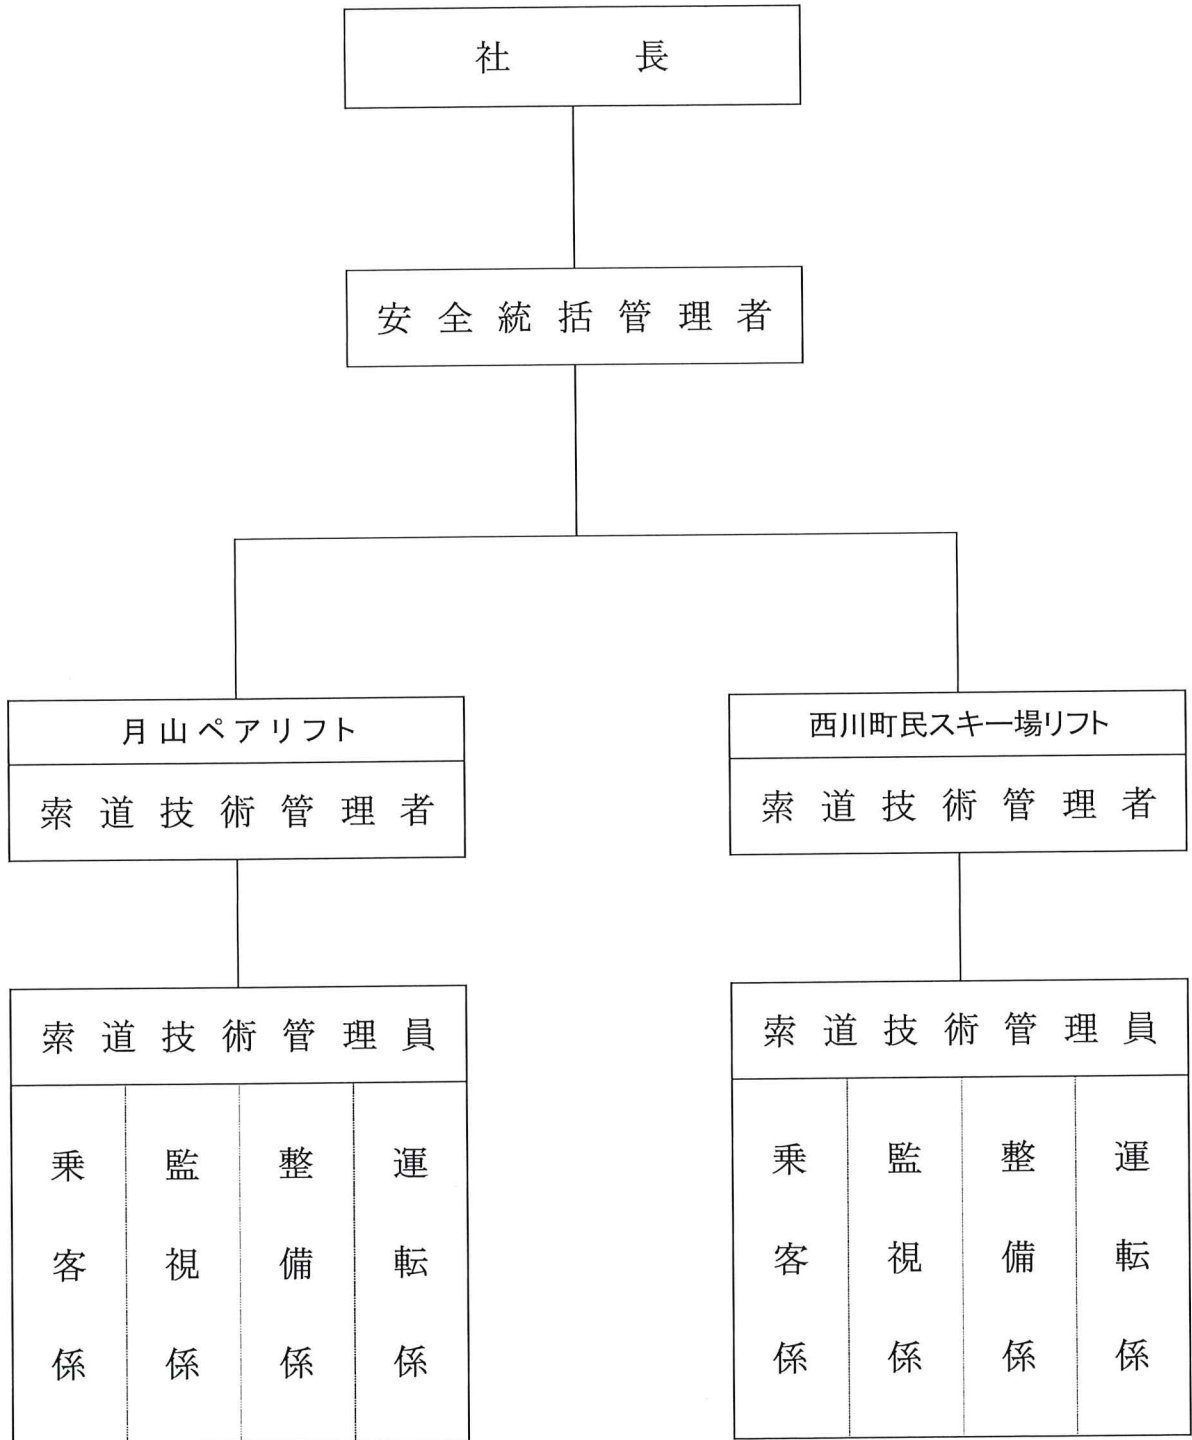 社長
安全統括管理者
月山ペアリフト
索道技術管理者
索道技術管理員
乗客係
監視係
整備係
運転係
西川町民スキー場リフト
索道技術管理者
索道技術管理員
乗客係
監視係
整備係
運転係